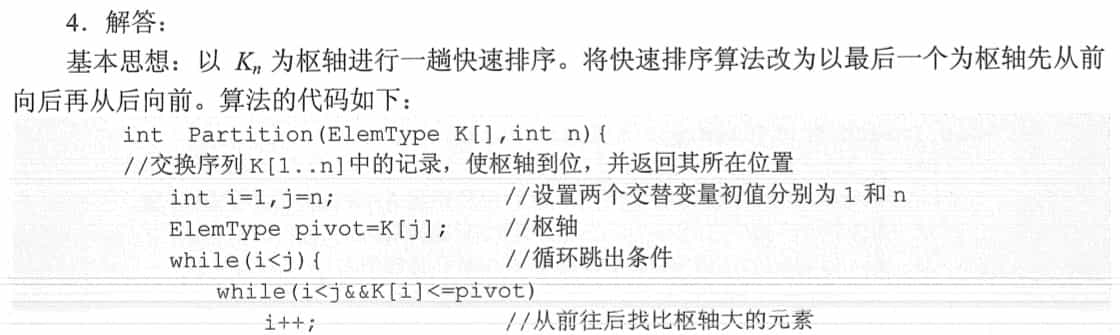 4．解答：
基本思想：以 Kn 为枢轴进行一趟快速排序。将快速排序算法改为以最后一个为枢轴先从前
向后再从后向前。算法的代码如下：
int Partition(ElemType K[],int n){
//交换序列 K[1..n]中的记录，使枢轴到位，并返回其所在位置
int i=1,j=n; //设置两个交替变量初值分别为 1 和 n
ElemType pivot=K[j]; //枢轴
while(i<j){ //循环跳出条件
while(i<j&&K[i]<=pivot)
i++; //从前往后找比枢轴大的元素